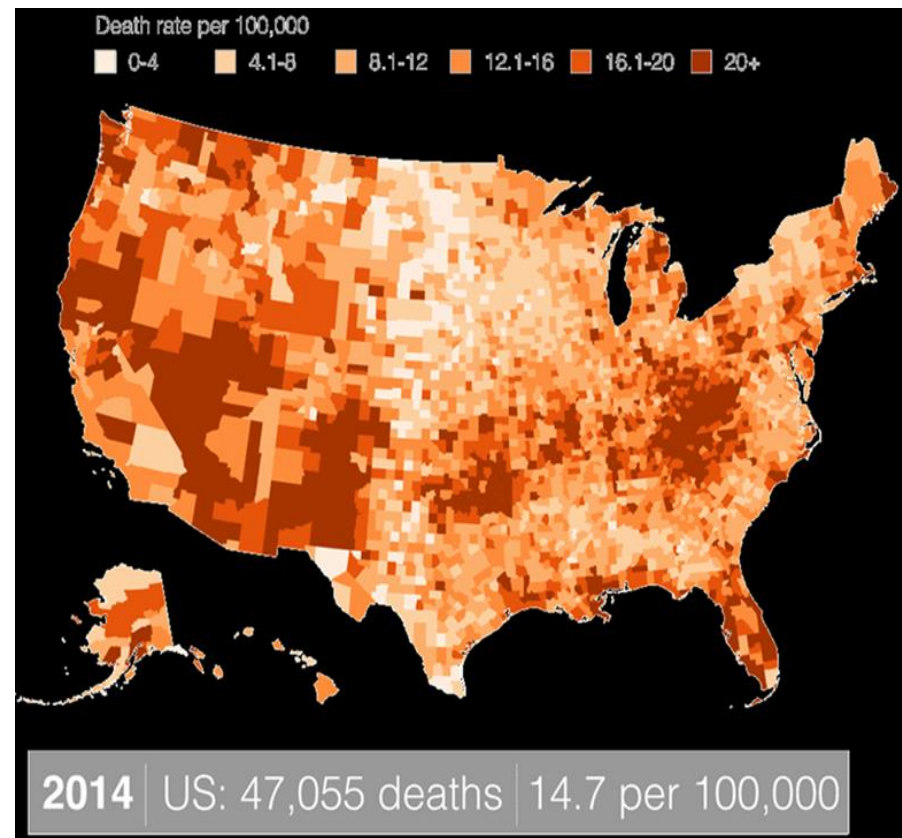 Death rate per 100,000
0-4 4.1-8 8.1-12 12.1-16 16.1-20 20+
2014 US: 47,055 deaths 14.7 per 100,000